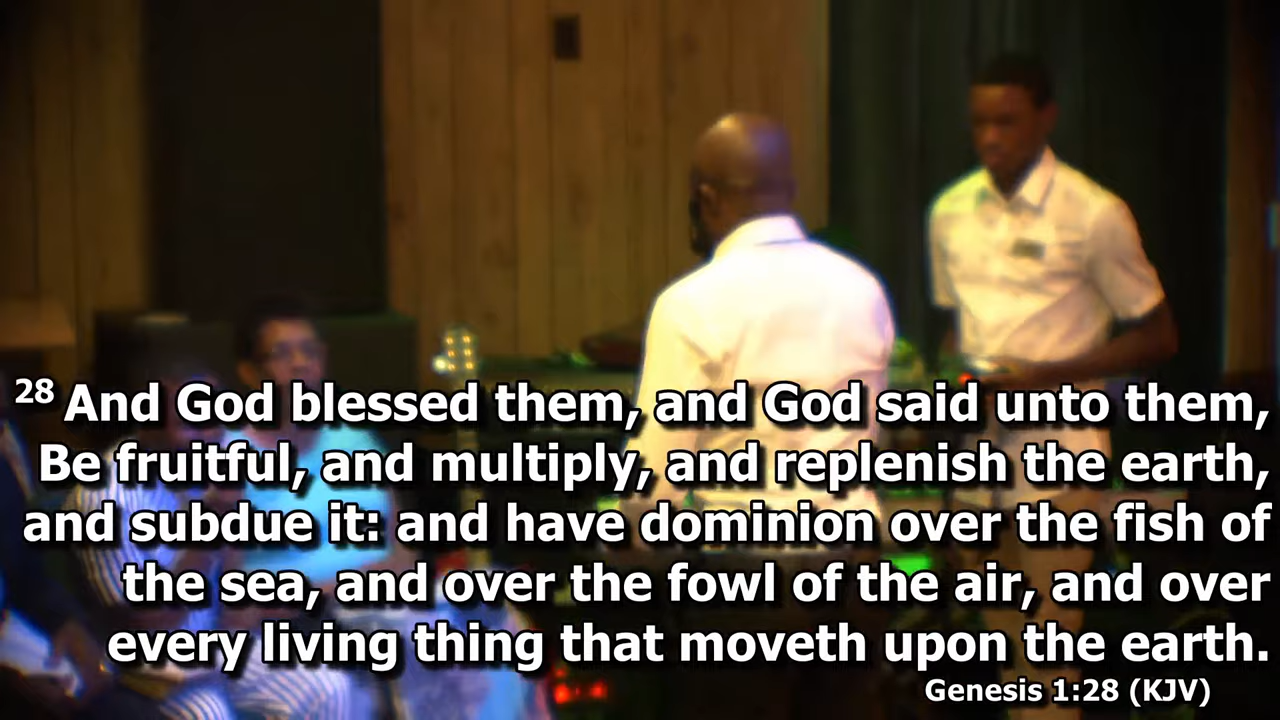 28 And God blessed them, and God said unto them,
Be fruitful, and multiply, and replenish the earth,
and subdue it: and have dominion over the fish of
the sea, and over the fowl of the air, and over
every living thing that moveth upon the earth.
Genesis 1:28 (KJV)